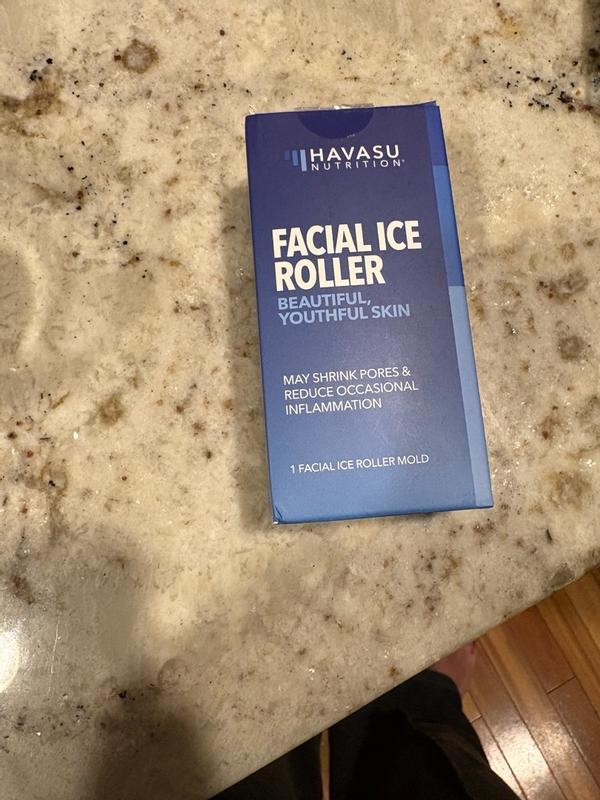 HAVASU
NUTRITION®
FACIAL ICE
ROLLER
BEAUTIFUL,
YOUTHFUL SKIN
MAY SHRINK PORES &
REDUCE OCCASIONAL
INFLAMMATION
1 FACIAL ICE ROLLER MOLD